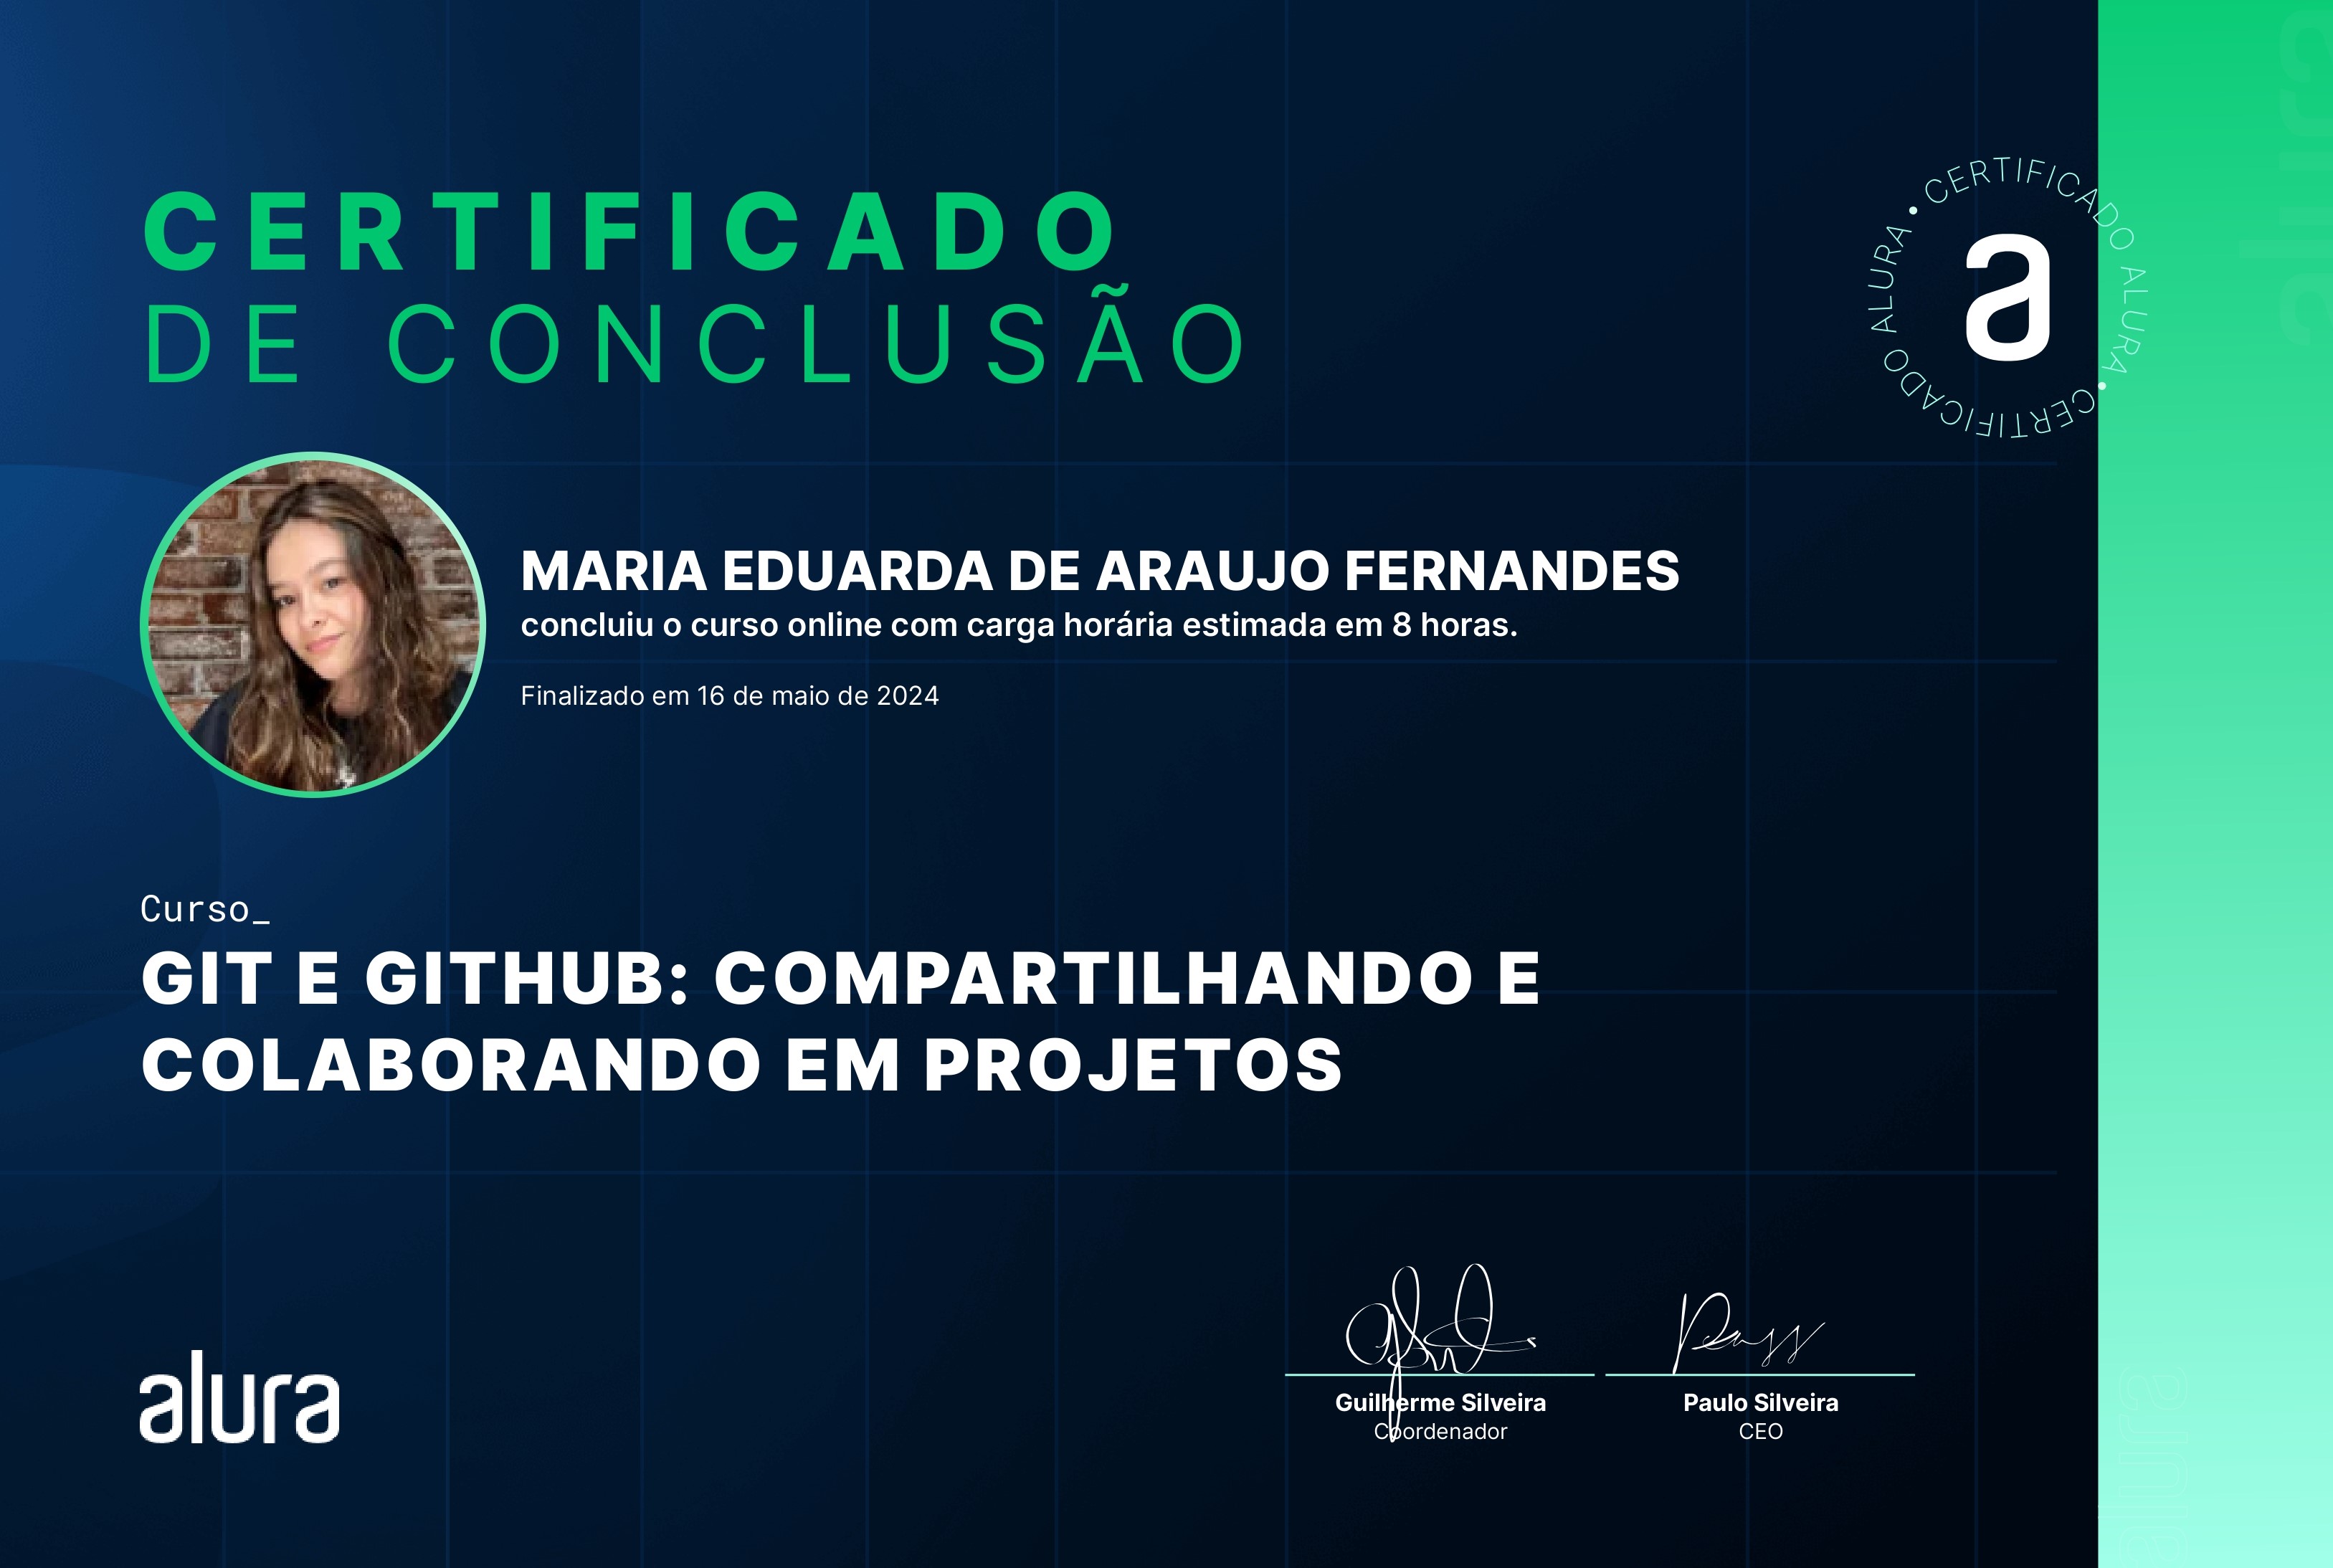 CERTIFICADO
DE CONCLUSÃO
CERTIFICADO ALURA • CERTIFICADO ALURA •
a
MARIA EDUARDA DE ARAUJO FERNANDES
concluiu o curso online com carga horária estimada em 8 horas.
Finalizado em 16 de maio de 2024
Curso_
GIT E GITHUB: COMPARTILHANDO E
COLABORANDO EM PROJETOS
alura
Guilherme Silveira
Coordenador
Paulo Silveira
CEO
alura
alura